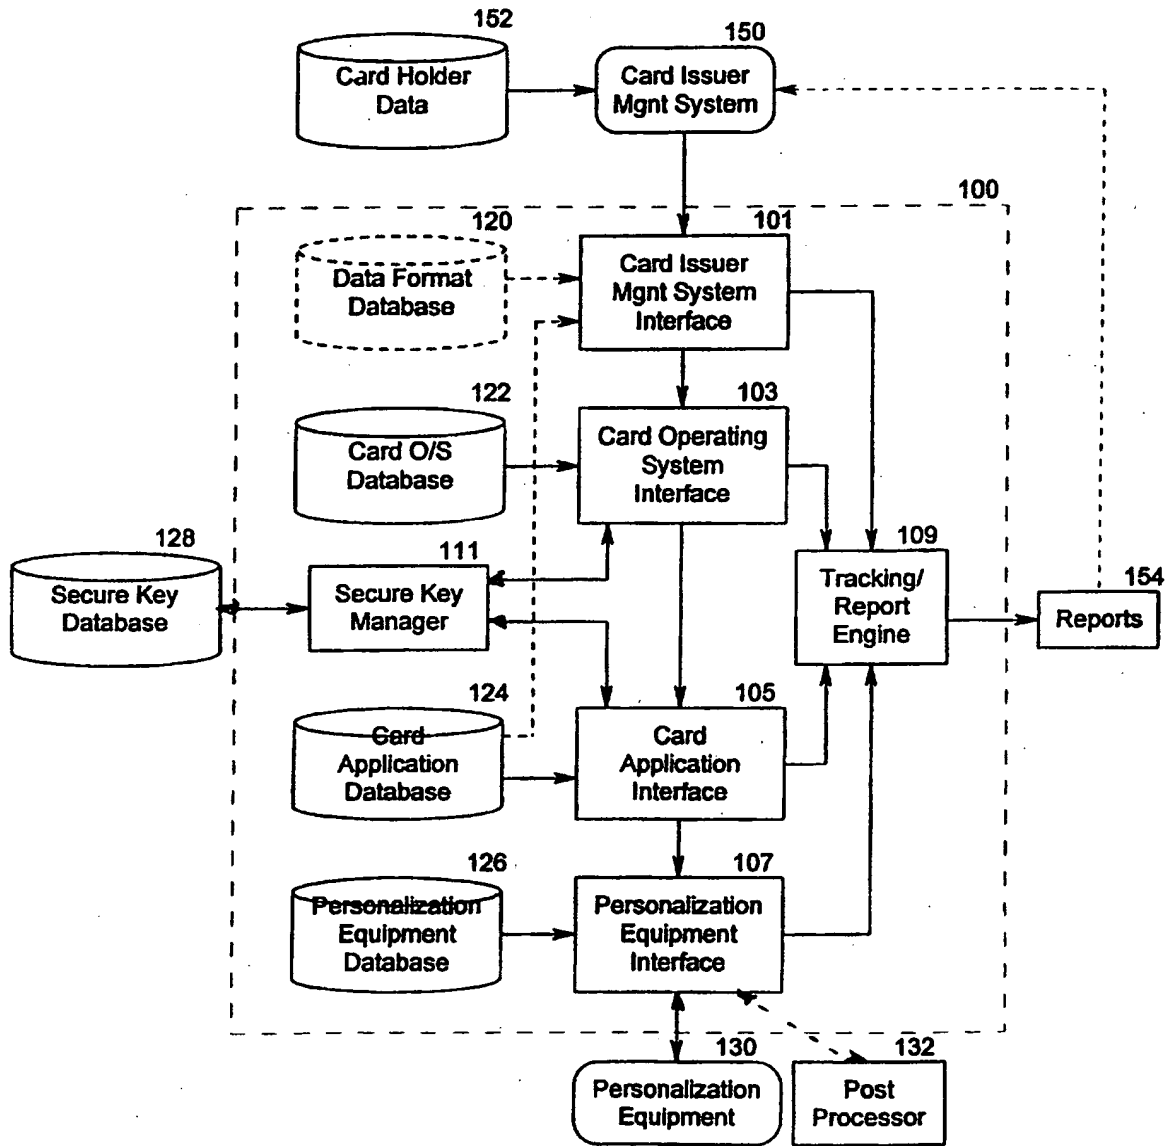 152
Card Holder
Data
150
Card Issuer
Mgnt System
100
120
Data Format
Database
101
Card Issuer
Mgnt System
Interface
122
Card O/S
Database
103
Card Operating
System
Interface
128
Secure Key
Database
111
Secure Key
Manager
109
Tracking/
Report
Engine
154
Reports
124
Card
Application
Database
105
Card
Application
Interface
126
Personalization
Equipment
Database
107
Personalization
Equipment
Interface
130
Personalization
Equipment
132
Post
Processor